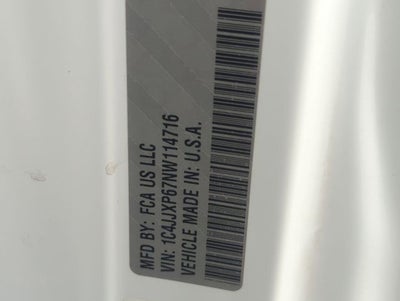 MFD BY: FCA US LLC
VIN: 1C4JJXP67NW114716
VEHICLE MADE IN: U.S.A.